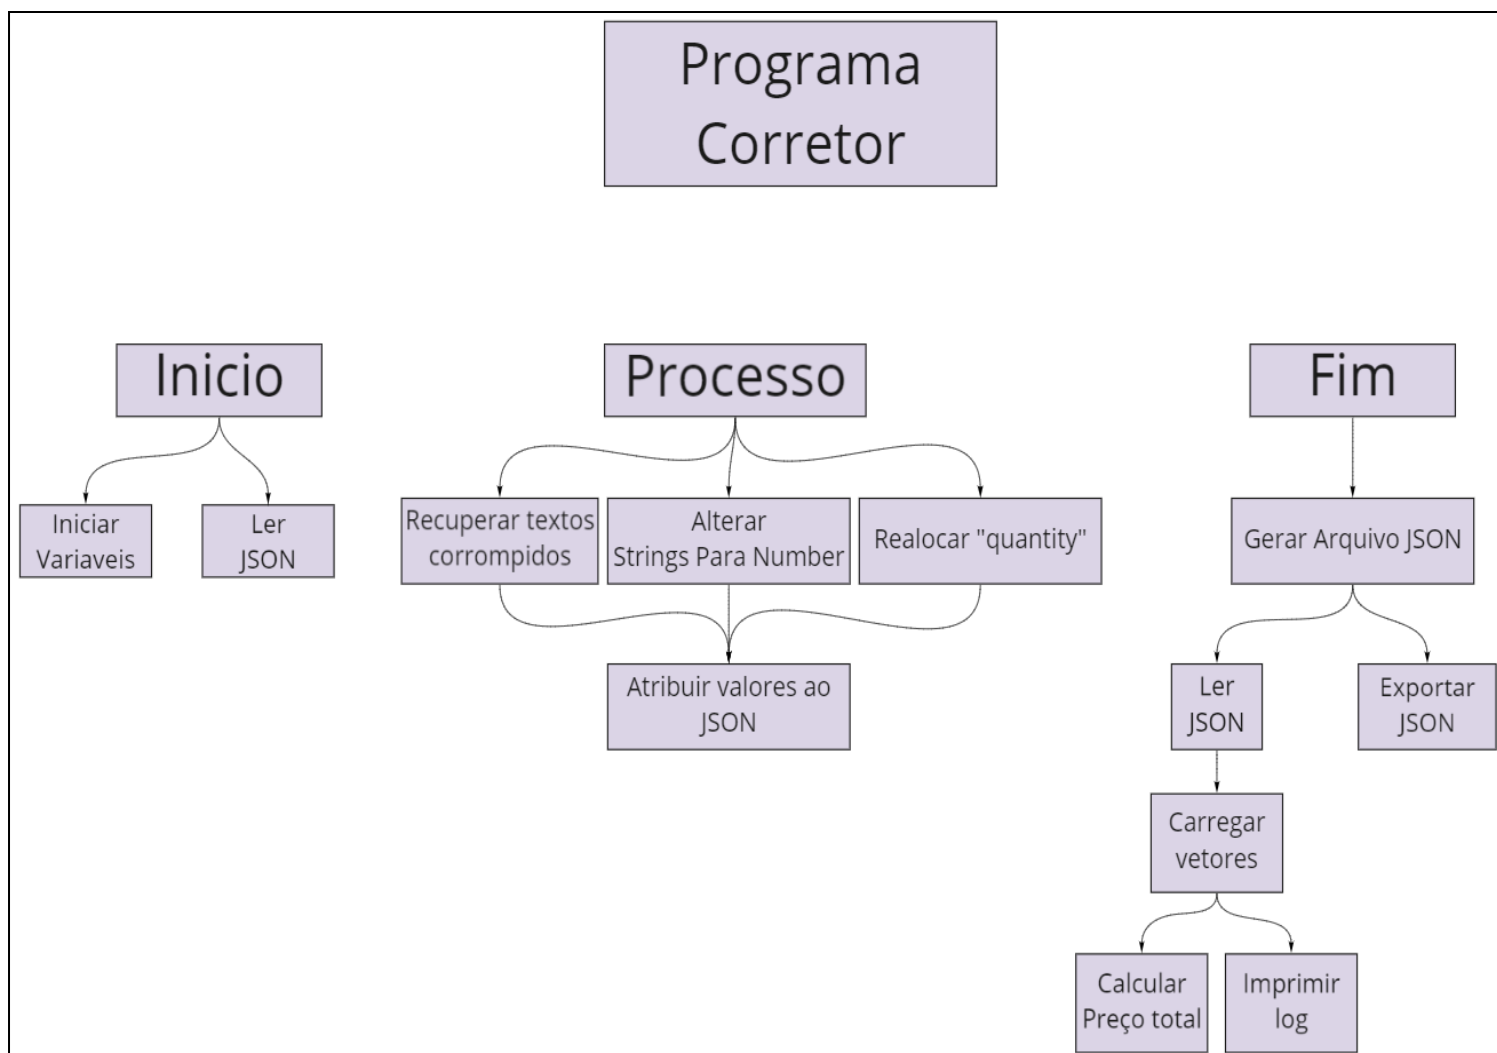 Programa
Corretor
Inicio
Processo
Fim
Iniciar
Variaveis
Ler
JSON
Recuperar textos
corrompidos
Alterar
Strings Para Number
Realocar "quantity"
Atribuir valores ao
JSON
Gerar Arquivo JSON
Ler
JSON
Exportar
JSON
Carregar
vetores
Calcular
Preço total
Imprimir
log